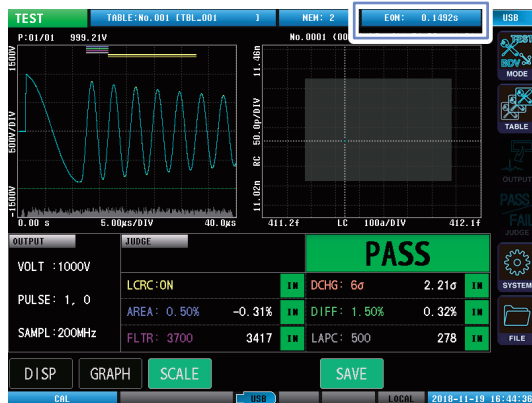 TEST TABLE:No.001 [TBL_001 ] MEM: 2 EOM: 0.1492s USB
P:01/01 999.21V No.0001 (00
1500V
500V/DIV
-1500V
0.00 s 5.00μs/DIV 40.0μs
11.46n
50.0p/DIV
RC
11.02n
411.2f LC 100a/DIV 412.1f
TEST
BDV
MODE
TABLE
OUTPUT
PASS
FAIL
JUDGE
SYSTEM
FILE
OUTPUT
VOLT :1000V
PULSE: 1, 0
SAMPL:200MHz
JUDGE
PASS
LCRC:ON IN DCHG: 6σ 2.21σ IN
AREA: 0.50% -0.31% IN DIFF: 1.50% 0.32% IN
FLTR: 3700 3417 IN LAPC: 500 278 IN
DISP GRAPH SCALE SAVE
CAL USB LOCAL 2018-11-19 16:44:36